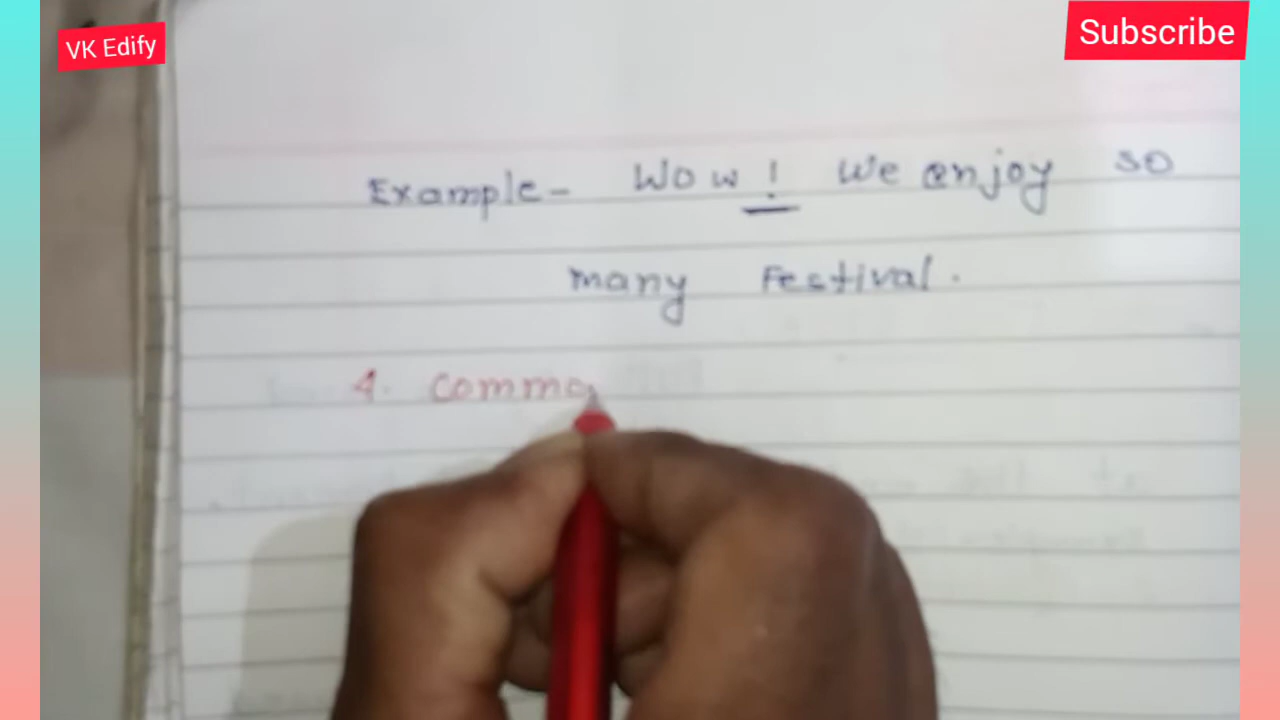 VK Edify
Subscribe
Example- Wow! We enjoy so
many Festival.
4. comma